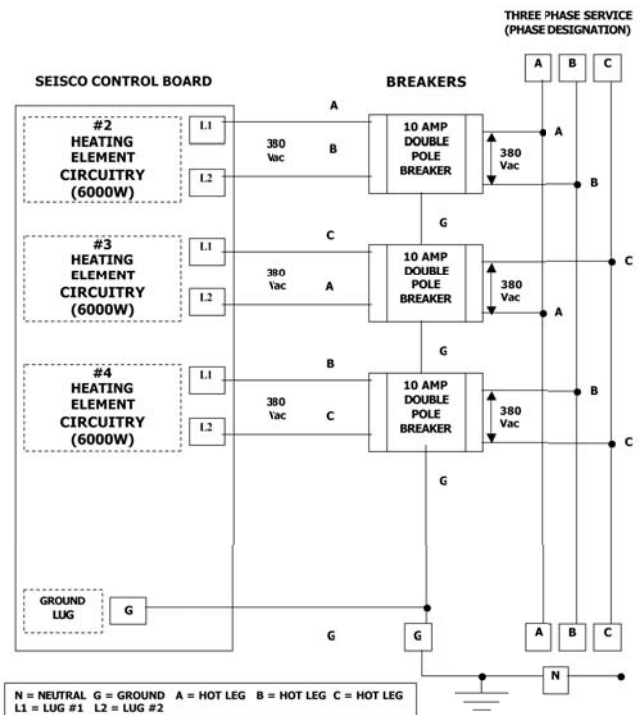 THREE PHASE SERVICE
(PHASE DESIGNATION)
A B C
SEISCO CONTROL BOARD
BREAKERS
#2
HEATING
ELEMENT
CIRCUITRY
(6000W)
L1
L2
A
380
Vac
B
10 AMP
DOUBLE
POLE
BREAKER
380
Vac
A
B
G
#3
HEATING
ELEMENT
CIRCUITRY
(6000W)
L1
L2
C
380
Vac
A
10 AMP
DOUBLE
POLE
BREAKER
380
Vac
C
A
G
#4
HEATING
ELEMENT
CIRCUITRY
(6000W)
L1
L2
B
380
Vac
C
10 AMP
DOUBLE
POLE
BREAKER
380
Vac
B
C
G
GROUND
LUG
G
G
G
A B C
N
N = NEUTRAL G = GROUND A = HOT LEG B = HOT LEG C = HOT LEG
L1 = LUG #1 L2 = LUG #2